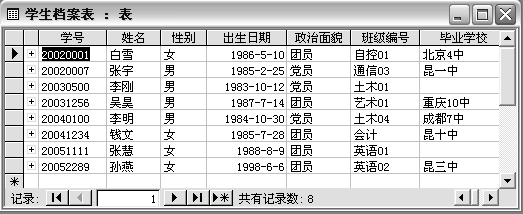 学生档案表 : 表
学号 姓名 性别 出生日期 政治面貌 班级编号 毕业学校
+ 20020001 白雪 女 1986-5-10 团员 自控01 北京4中
+ 20020007 张宇 男 1985-2-25 党员 通信03 昆一中
+ 20030500 李刚 男 1983-10-12 党员 土木01
+ 20031256 吴昊 男 1987-7-14 团员 艺术01 重庆10中
+ 20040100 李明 男 1984-10-30 党员 土木04 成都7中
+ 20041234 钱文 女 1985-7-28 团员 会计 昆十中
+ 20051111 张慧 女 1988-8-9 团员 英语01
+ 20052289 孙燕 女 1998-6-6 团员 英语02 昆三中
记录: 1 共有记录数: 8